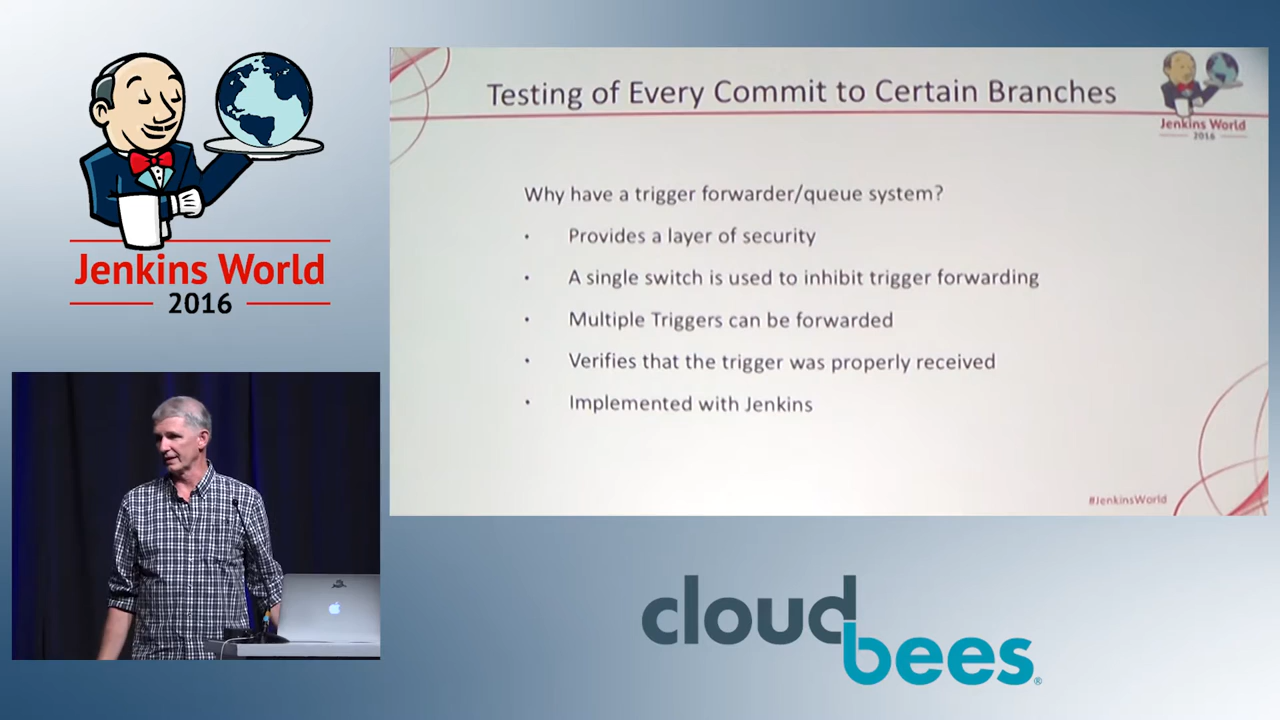 Jenkins World
2016
Testing of Every Commit to Certain Branches
Jenkins World
2016
Why have a trigger forwarder/queue system?
• Provides a layer of security
• A single switch is used to inhibit trigger forwarding
• Multiple Triggers can be forwarded
• Verifies that the trigger was properly received
• Implemented with Jenkins
#JenkinsWorld
cloud
bees®